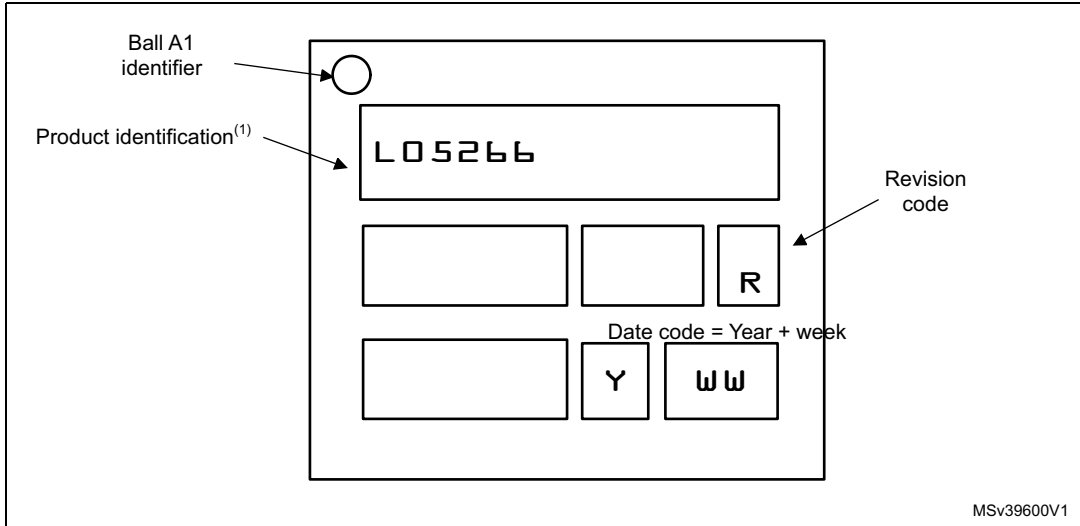 Ball A1
identifier
Product identification(1)
L05266
Revision
code
R
Date code = Year + week
Y WW
MSv39600V1